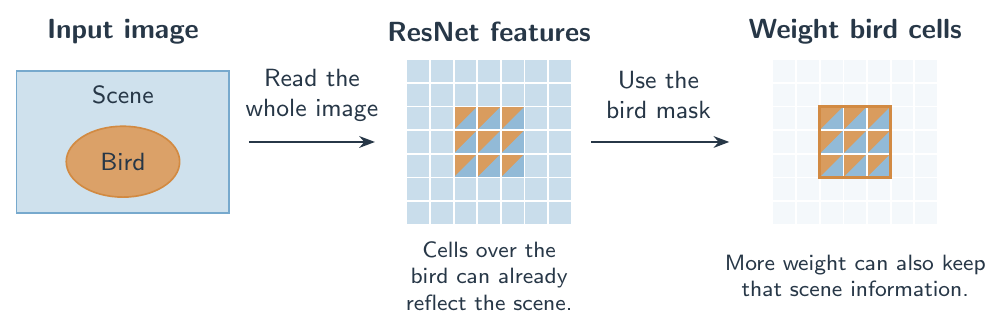 Input image
Scene
Bird
Read the
whole image
ResNet features
Cells over the
bird can already
reflect the scene.
Use the
bird mask
Weight bird cells
More weight can also keep
that scene information.